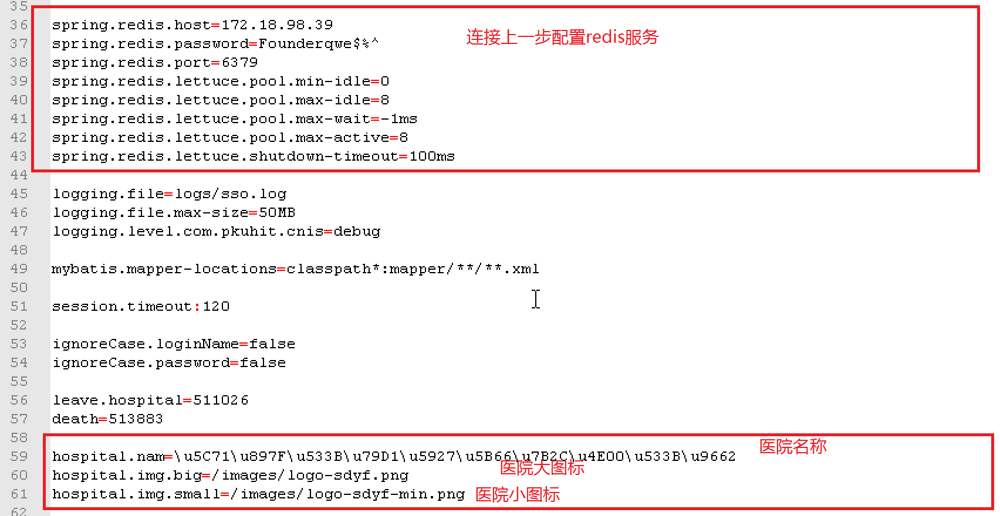 35
36 spring.redis.host=172.18.98.39
连接上一步配置redis服务
37 spring.redis.password=Founderqwe$%^
38 spring.redis.port=6379
39 spring.redis.lettuce.pool.min-idle=0
40 spring.redis.lettuce.pool.max-idle=8
41 spring.redis.lettuce.pool.max-wait=-1ms
42 spring.redis.lettuce.pool.max-active=8
43 spring.redis.lettuce.shutdown-timeout=100ms
44
45 logging.file=logs/sso.log
46 logging.file.max-size=50MB
47 logging.level.com.pkuhit.cnis=debug
48
49 mybatis.mapper-locations=classpath*:mapper/**/**.xml
50
51 session.timeout:120
52
53 ignoreCase.loginName=false
54 ignoreCase.password=false
55
56 leave.hospital=511026
57 death=513883
58
医院名称
59 hospital.nam=\u5C71\u897F\u533B\u79D1\u5927\u5B66\u7B2C\u4E00\u533B\u9662
医院大图标
60 hospital.img.big=/images/logo-sdyf.png
61 hospital.img.small=/images/logo-sdyf-min.png 医院小图标
62